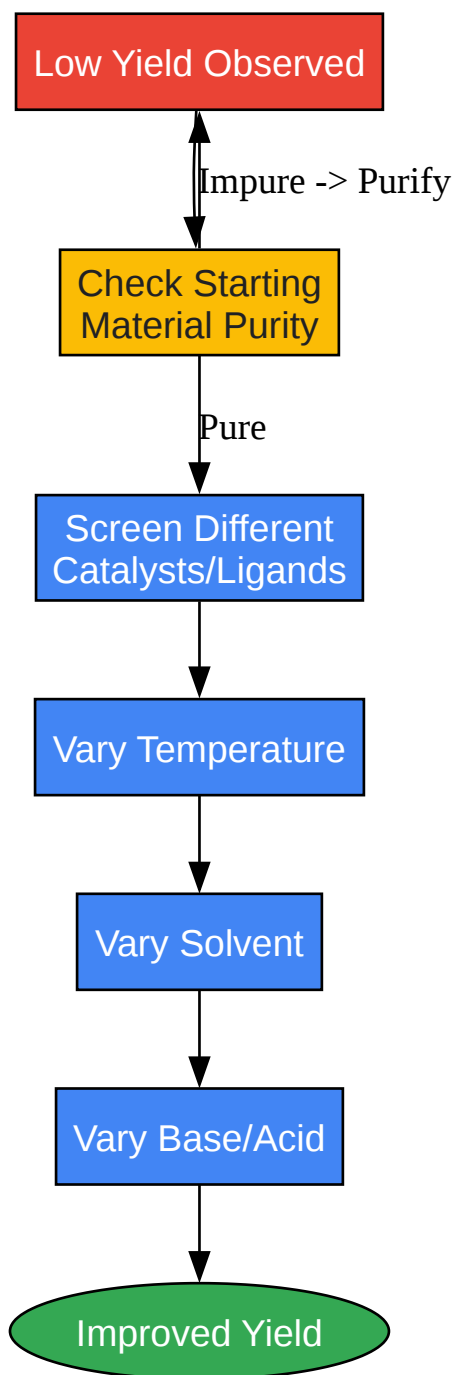 Low Yield Observed
Impure -> Purify
Check Starting
Material Purity
Pure
Screen Different
Catalysts/Ligands
Vary Temperature
Vary Solvent
Vary Base/Acid
Improved Yield